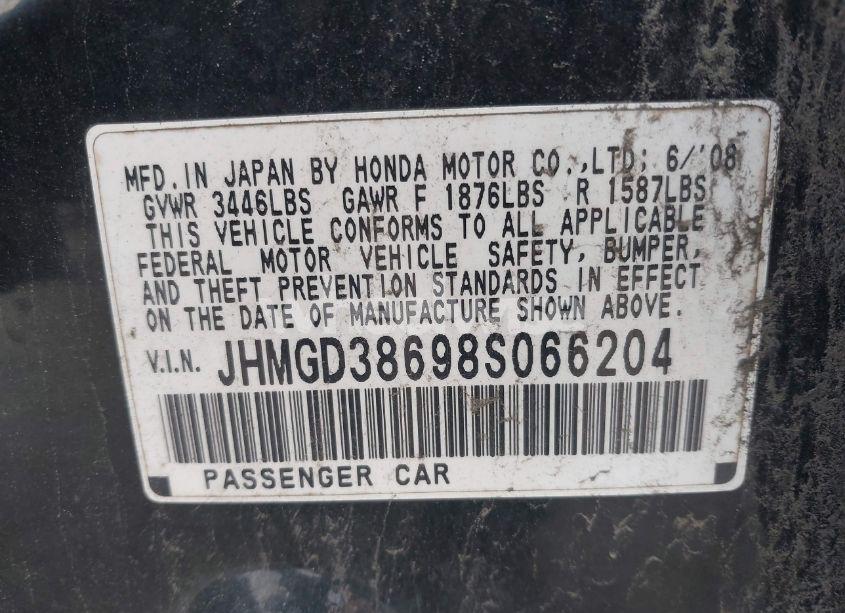 MFD. IN JAPAN BY HONDA MOTOR CO., LTD; 6/'08
GVWR 3446LBS GAWR F 1876LBS R 1587LBS
THIS VEHICLE CONFORMS TO ALL APPLICABLE
FEDERAL MOTOR VEHICLE SAFETY, BUMPER,
AND THEFT PREVENTION STANDARDS IN EFFECT
ON THE DATE OF MANUFACTURE SHOWN ABOVE.
V.I.N. JHMGD38698S066204
PASSENGER CAR